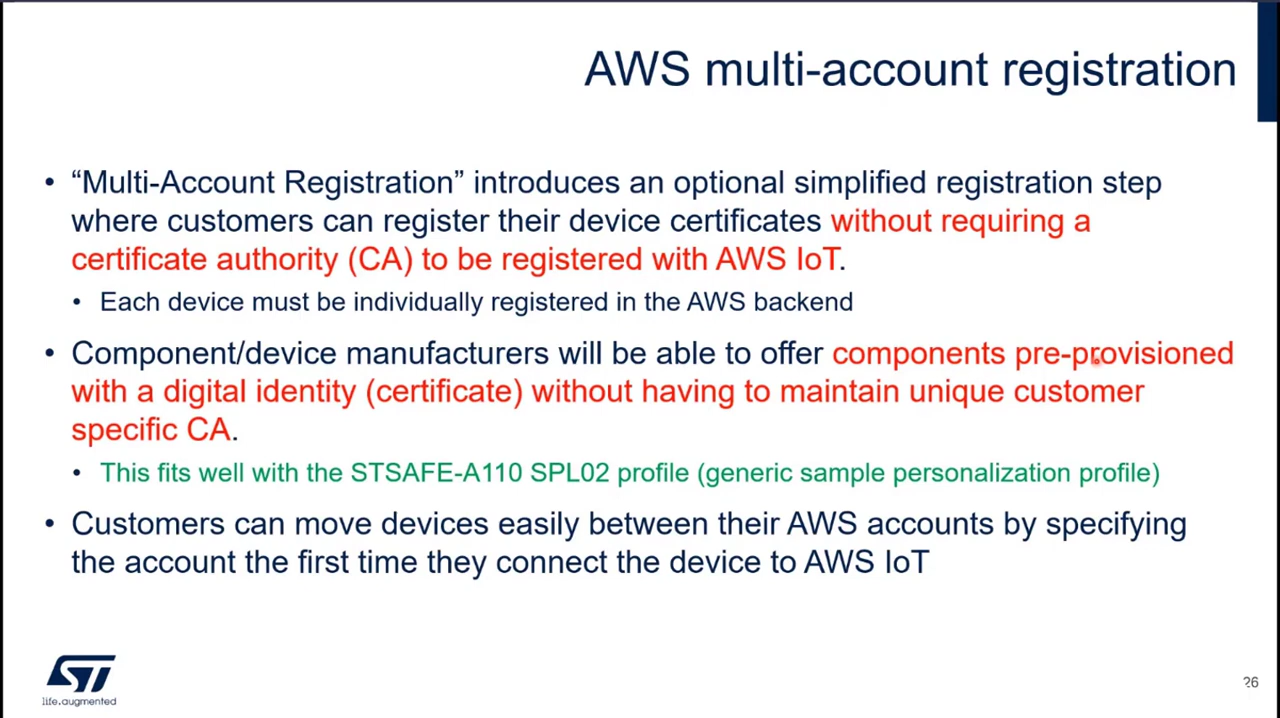 AWS multi-account registration
• “Multi-Account Registration” introduces an optional simplified registration step
where customers can register their device certificates without requiring a
certificate authority (CA) to be registered with AWS IoT.
• Each device must be individually registered in the AWS backend
• Component/device manufacturers will be able to offer components pre-provisioned
with a digital identity (certificate) without having to maintain unique customer
specific CA.
• This fits well with the STSAFE-A110 SPL02 profile (generic sample personalization profile)
• Customers can move devices easily between their AWS accounts by specifying
the account the first time they connect the device to AWS IoT
ST
life.augmented
26